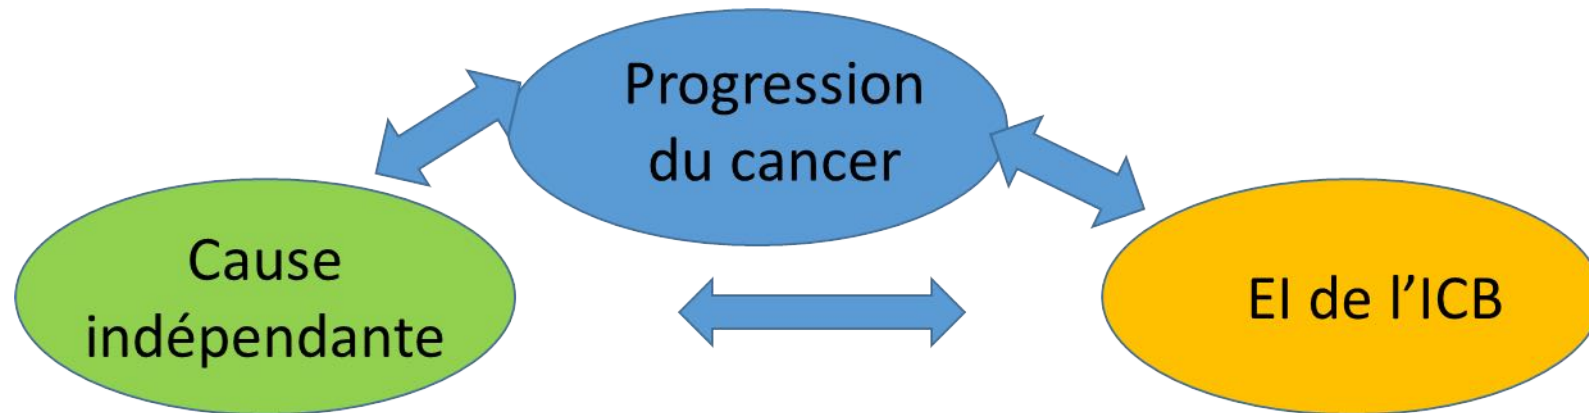 Progression
du cancer
Cause
indépendante
EI de l’ICB